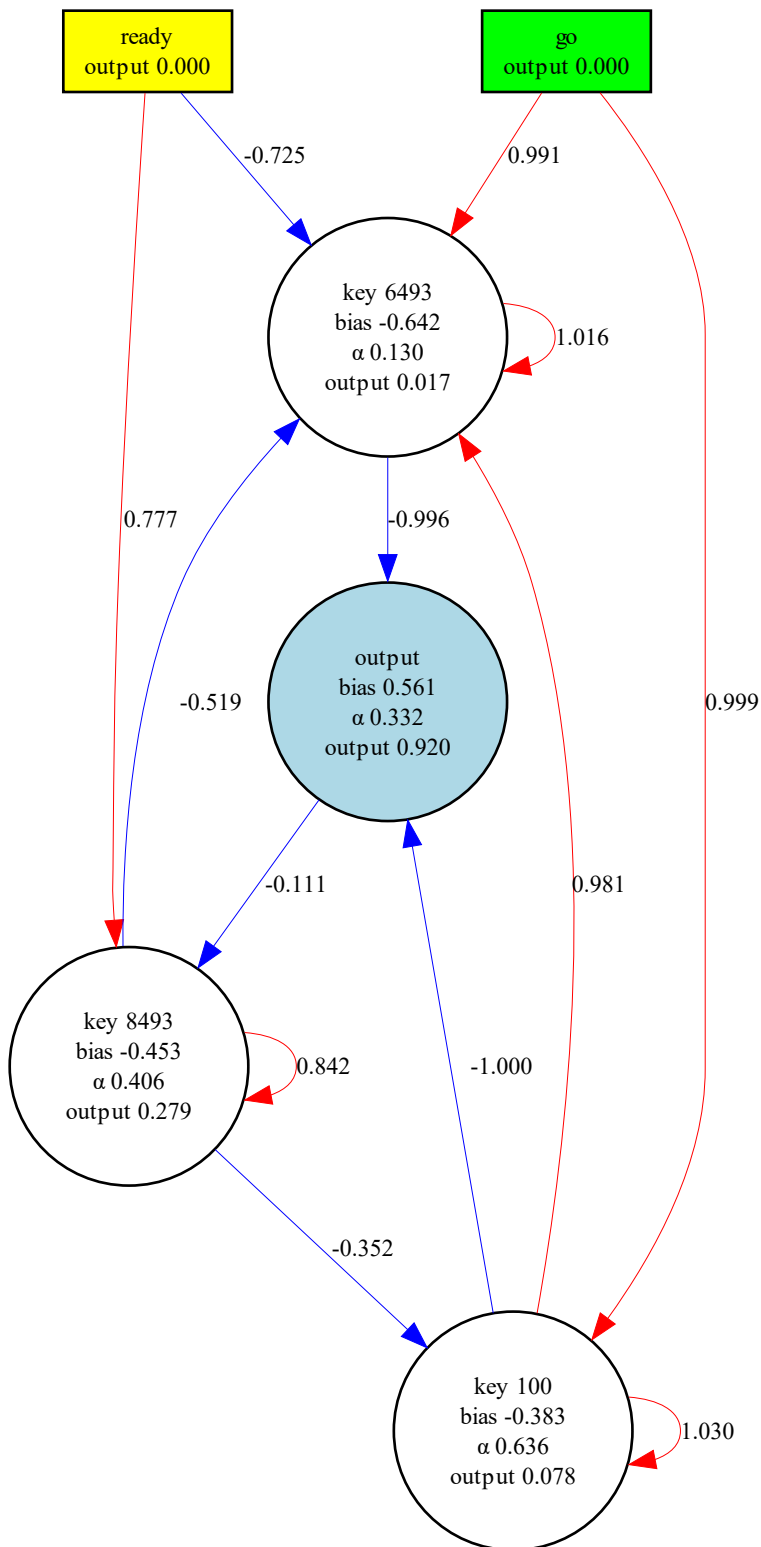 ready
output 0.000
go
output 0.000
-0.725
0.991
key 6493
bias -0.642
α 0.130
output 0.017
1.016
0.777
-0.996
-0.519
output
bias 0.561
α 0.332
output 0.920
0.999
-0.111
0.981
key 8493
bias -0.453
α 0.406
output 0.279
0.842
-1.000
-0.352
key 100
bias -0.383
α 0.636
output 0.078
1.030